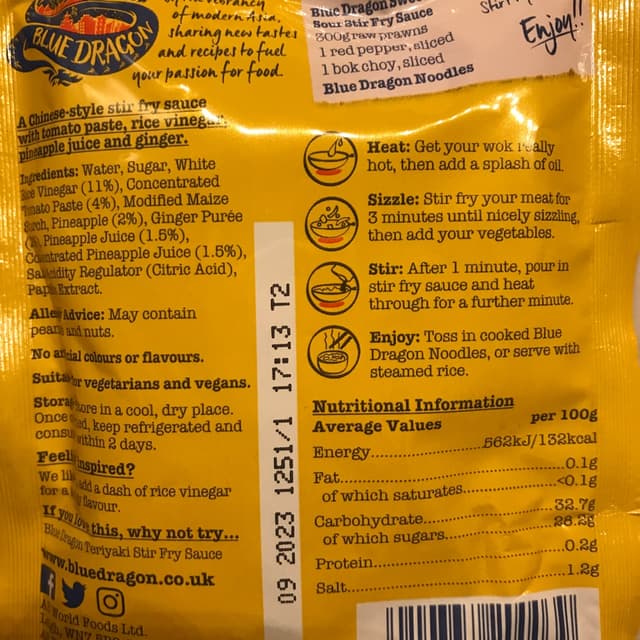 BLUE DRAGON
of modern Asia,
sharing new tastes
and recipes to fuel
your passion for food.
Blue Dragon
Sour Stir Fry Sauce
300g raw prawns
1 red pepper, sliced
1 bok choy, sliced
Blue Dragon Noodles
Enjoy!!
A Chinese-style stir fry sauce
with tomato paste, rice vinegar,
pineapple juice and ginger.
Ingredients: Water, Sugar, White
Vinegar (11%), Concentrated
Paste (4%), Modified Maize
Pineapple (2%), Ginger Purée
Pineapple Juice (1.5%),
Pineapple Juice (1.5%),
Regulator (Citric Acid),
Extract.
Advice: May contain
and nuts.
No colours or flavours.
vegetarians and vegans.
in a cool, dry place.
Once keep refrigerated and
within 2 days.
inspired?
We add a dash of rice vinegar
for a flavour.
If you love this, why not try...
Blue Dragon Teriyaki Stir Fry Sauce
www.bluedragon.co.uk
World Foods Ltd.
09 2023 1251/1 17:13 T2
Heat: Get your wok really
hot, then add a splash of oil.
Sizzle: Stir fry your meat for
3 minutes until nicely sizzling,
then add your vegetables.
Stir: After 1 minute, pour in
stir fry sauce and heat
through for a further minute.
Enjoy: Toss in cooked Blue
Dragon Noodles, or serve with
steamed rice.
Nutritional Information
Average Values per 100g
Energy 562kJ/132kcal
Fat 0.1g
of which saturates <0.1g
Carbohydrate 32.7g
of which sugars 26.2g
Protein 0.2g
Salt 1.2g